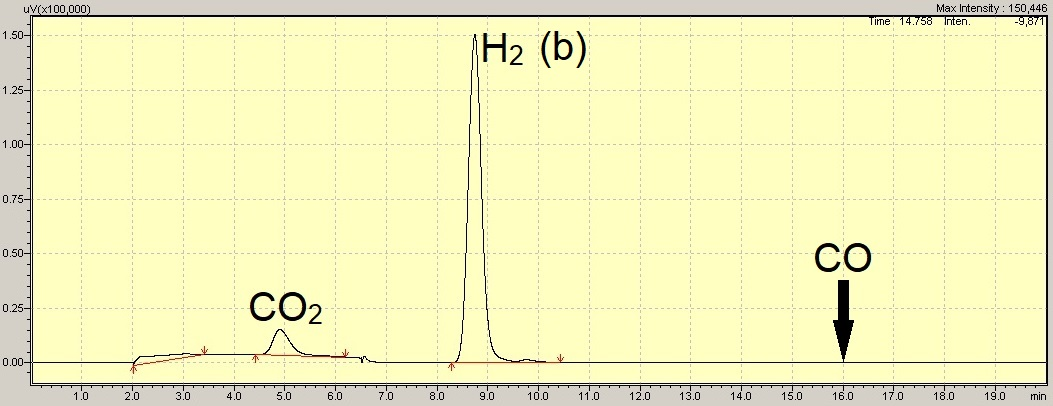 uV(x100,000)
Max Intensity : 150,446
Time 14.758 Inten. -9,871
1.50
H₂ (b)
1.25
1.00
0.75
0.50
CO
0.25
CO₂
0.00
1.0 2.0 3.0 4.0 5.0 6.0 7.0 8.0 9.0 10.0 11.0 12.0 13.0 14.0 15.0 16.0 17.0 18.0 19.0 min